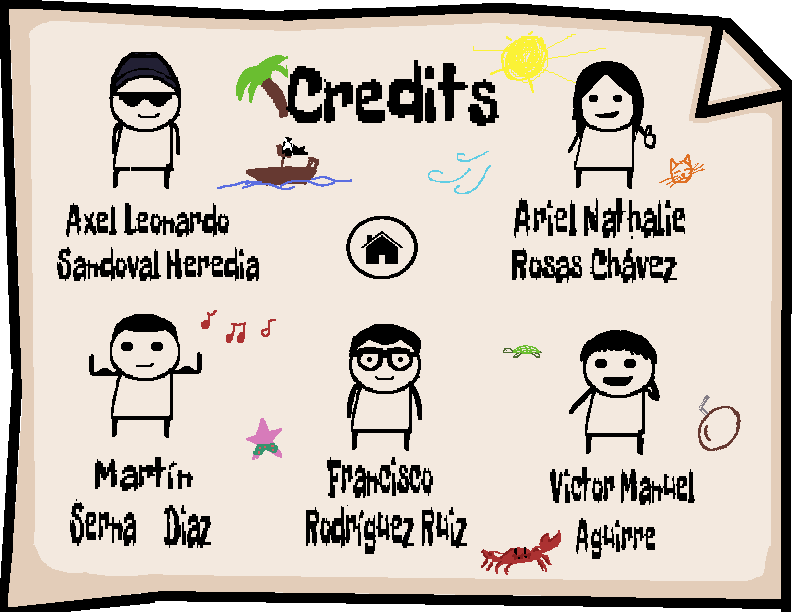 Credits
Axel Leonardo
Sandoval Heredia
Ariel Nathalie
Rosas Chávez
Martín
Serna Diaz
Francisco
Rodríguez Ruiz
Victor Manuel
Aguirre